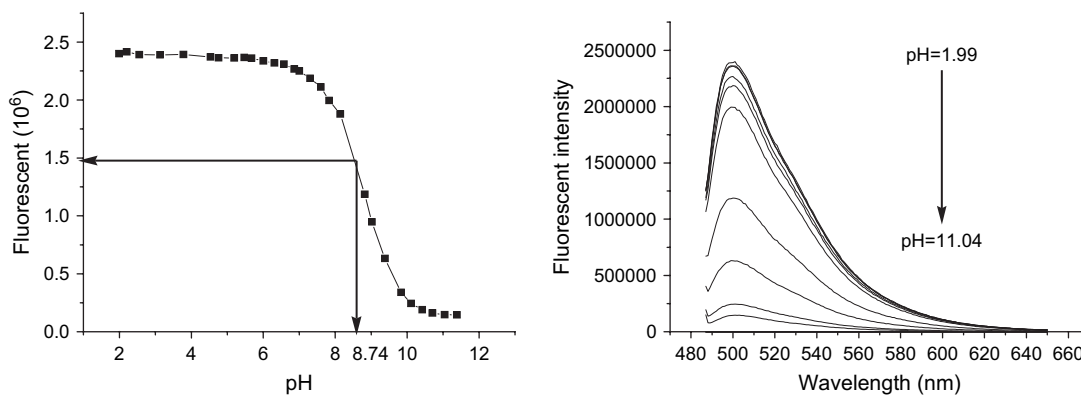 Fluorescent (10⁶)
2.5
2.0
1.5
1.0
0.5
0.0
2 4 6 8 8.74 10 12
pH
Fluorescent intensity
2500000
2000000
1500000
1000000
500000
0
pH=1.99
pH=11.04
480 500 520 540 560 580 600 620 640 660
Wavelength (nm)